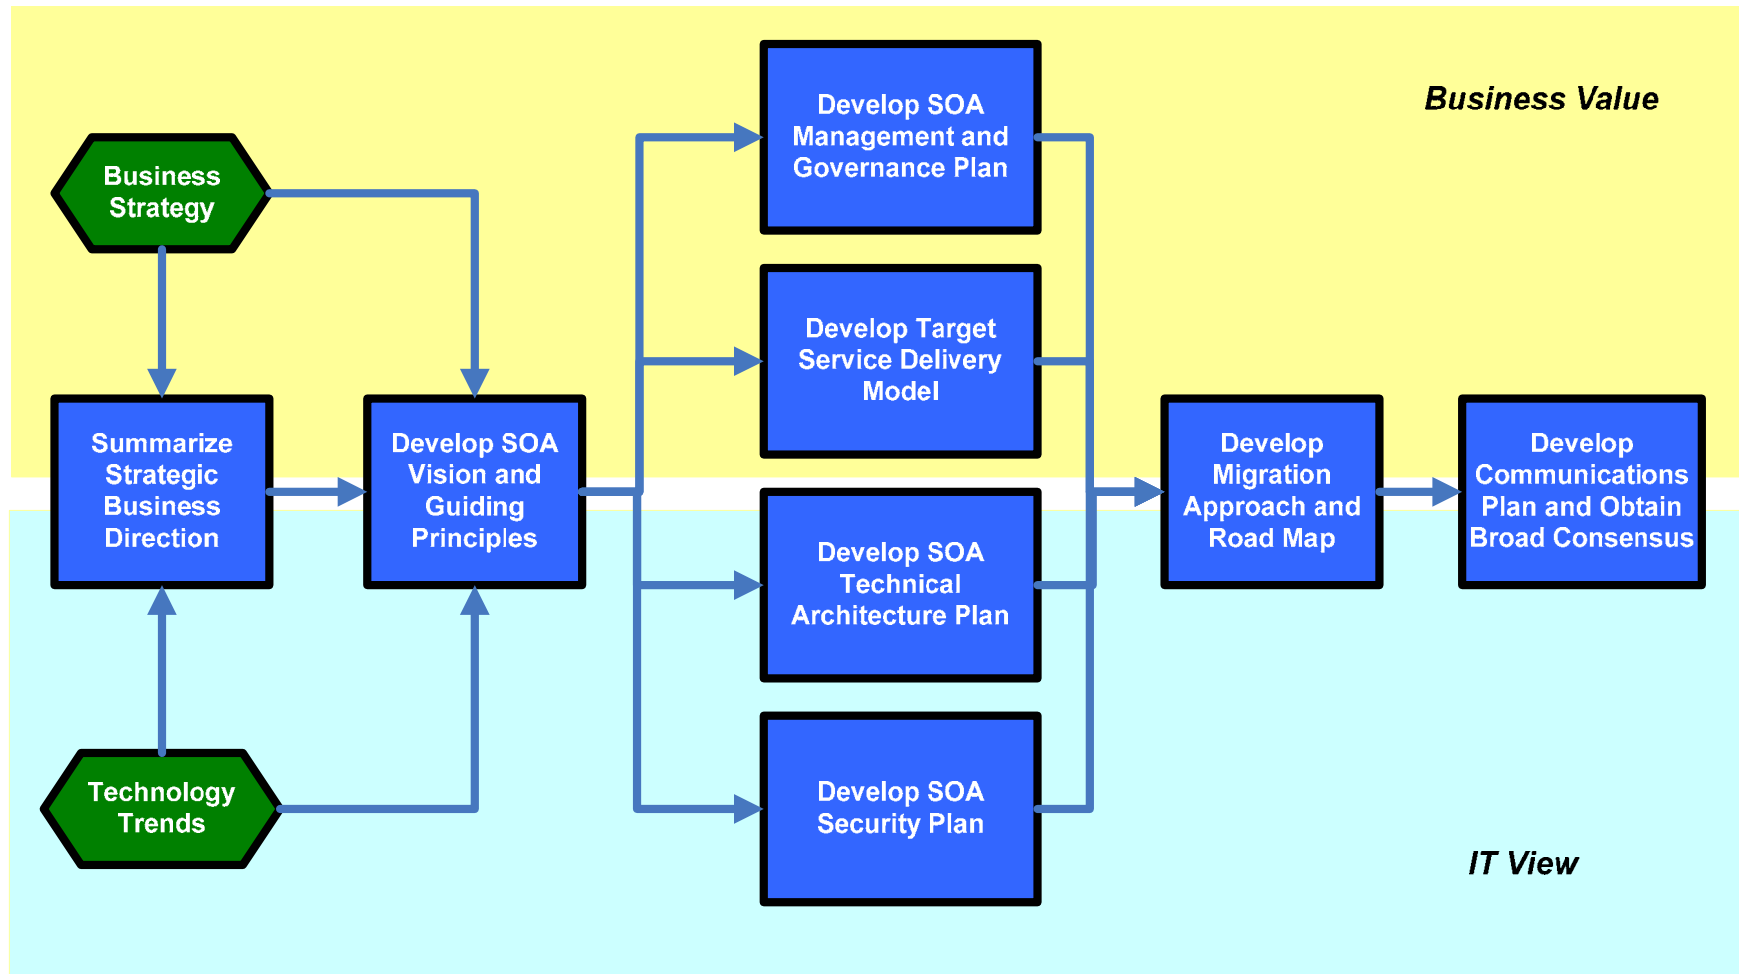 Business Value
Business
Strategy
Develop SOA
Management and
Governance Plan
Develop Target
Service Delivery
Model
Summarize
Strategic
Business
Direction
Develop SOA
Vision and
Guiding
Principles
Develop
Migration
Approach and
Road Map
Develop
Communications
Plan and Obtain
Broad Consensus
Develop SOA
Technical
Architecture Plan
Technology
Trends
Develop SOA
Security Plan
IT View